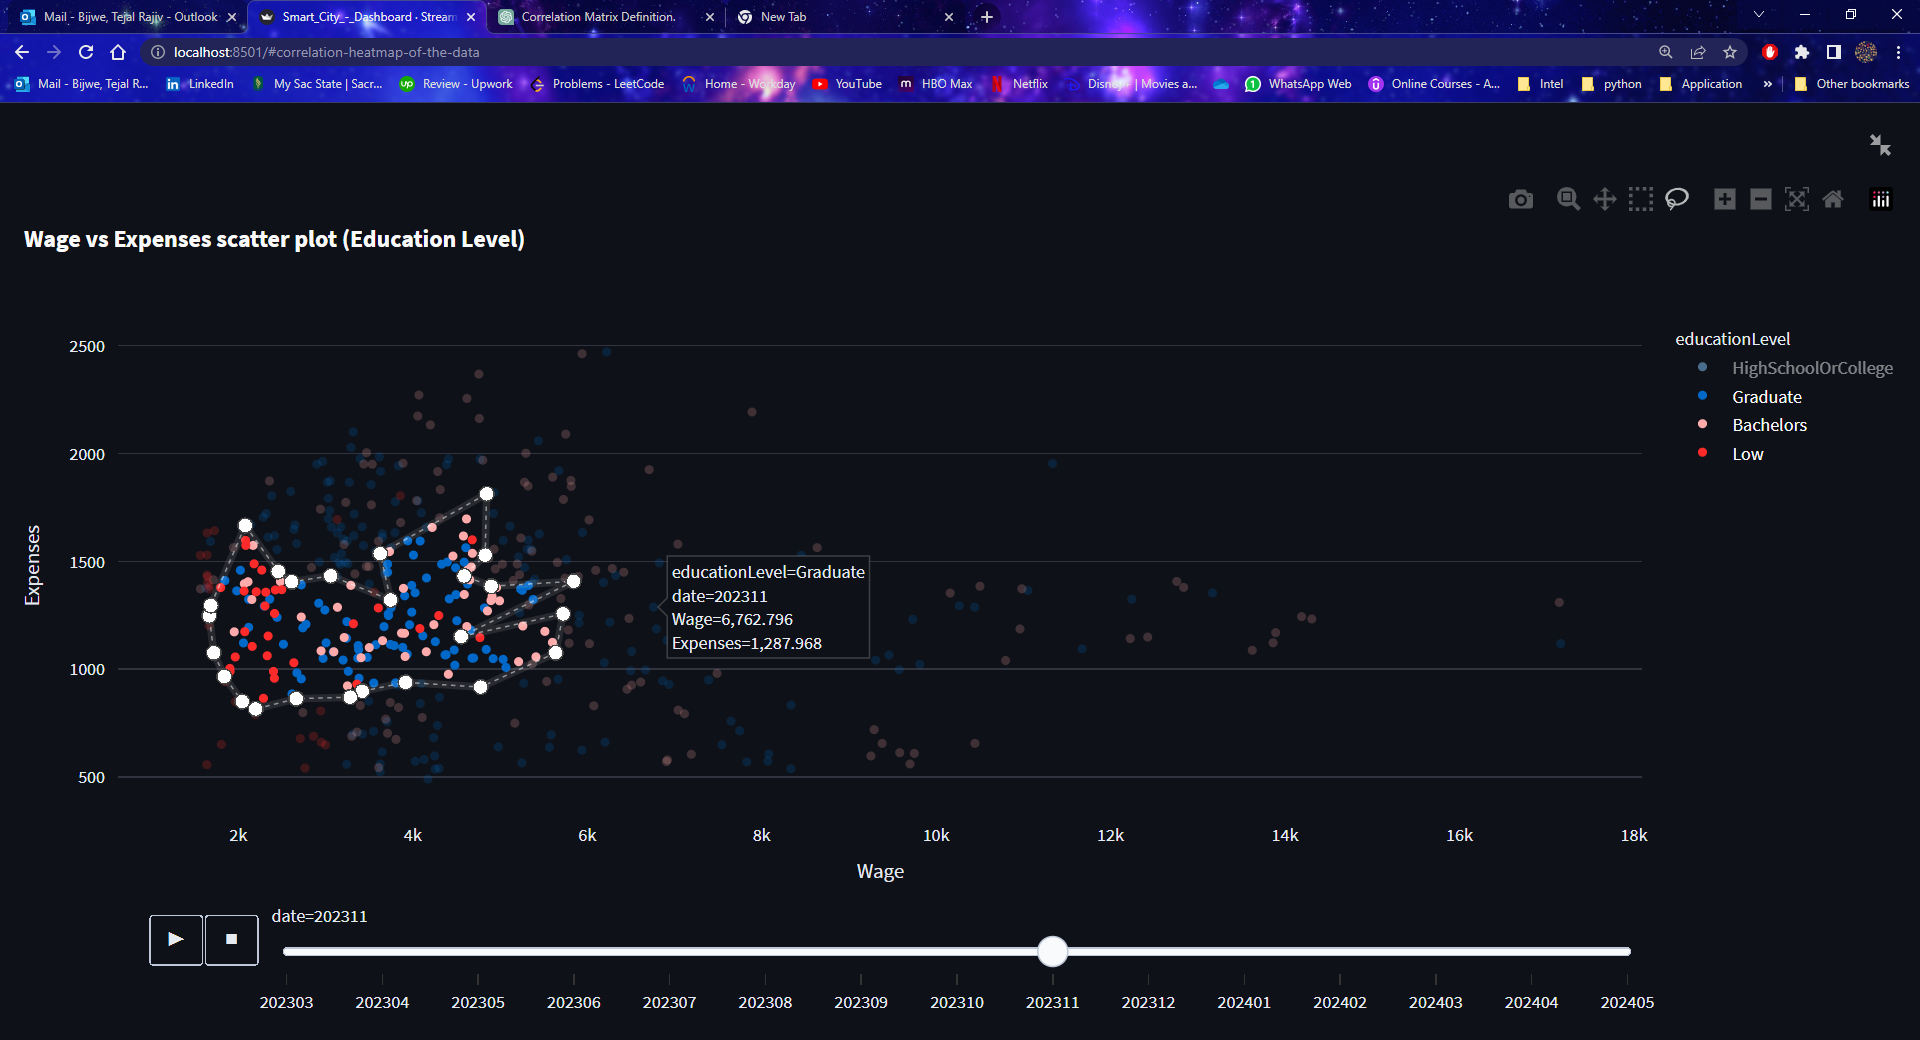 Mail - Bijwe, Tejal Rajiv - Outlook
Smart_City_-_Dashboard · Stream
Correlation Matrix Definition.
New Tab
localhost:8501/#correlation-heatmap-of-the-data
Mail - Bijwe, Tejal R...
LinkedIn
My Sac State | Sacr...
up
Review - Upwork
Problems - LeetCode
Home - Workday
YouTube
HBO Max
Netflix
Disney+ | Movies a...
WhatsApp Web
Online Courses - A...
Intel
python
Application
»
Other bookmarks
Wage vs Expenses scatter plot (Education Level)
educationLevel
HighSchoolOrCollege
Graduate
Bachelors
Low
2500
2000
1500
1000
500
Expenses
educationLevel=Graduate
date=202311
Wage=6,762.796
Expenses=1,287.968
2k 4k 6k 8k 10k 12k 14k 16k 18k
Wage
date=202311
202303 202304 202305 202306 202307 202308 202309 202310 202311 202312 202401 202402 202403 202404 202405